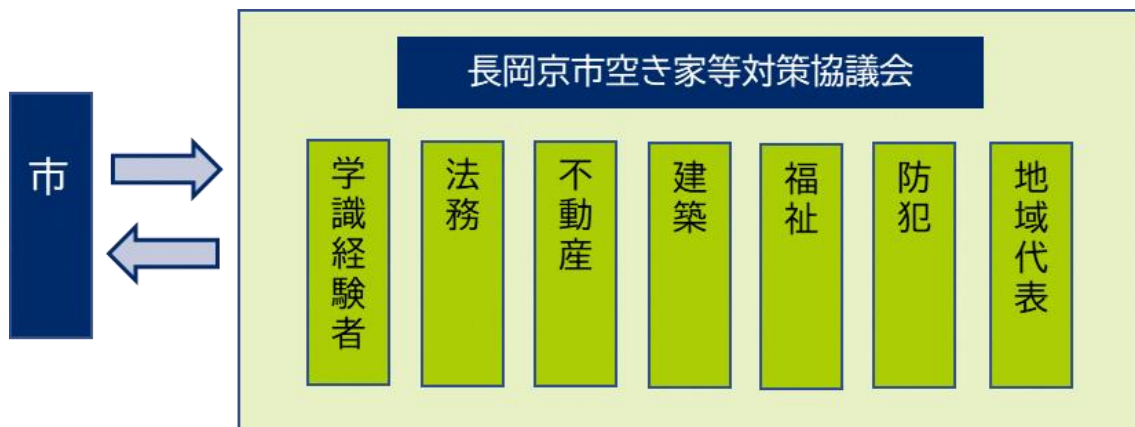 長岡京市空き家等対策協議会
市
学識経験者
法務
不動産
建築
福祉
防犯
地域代表